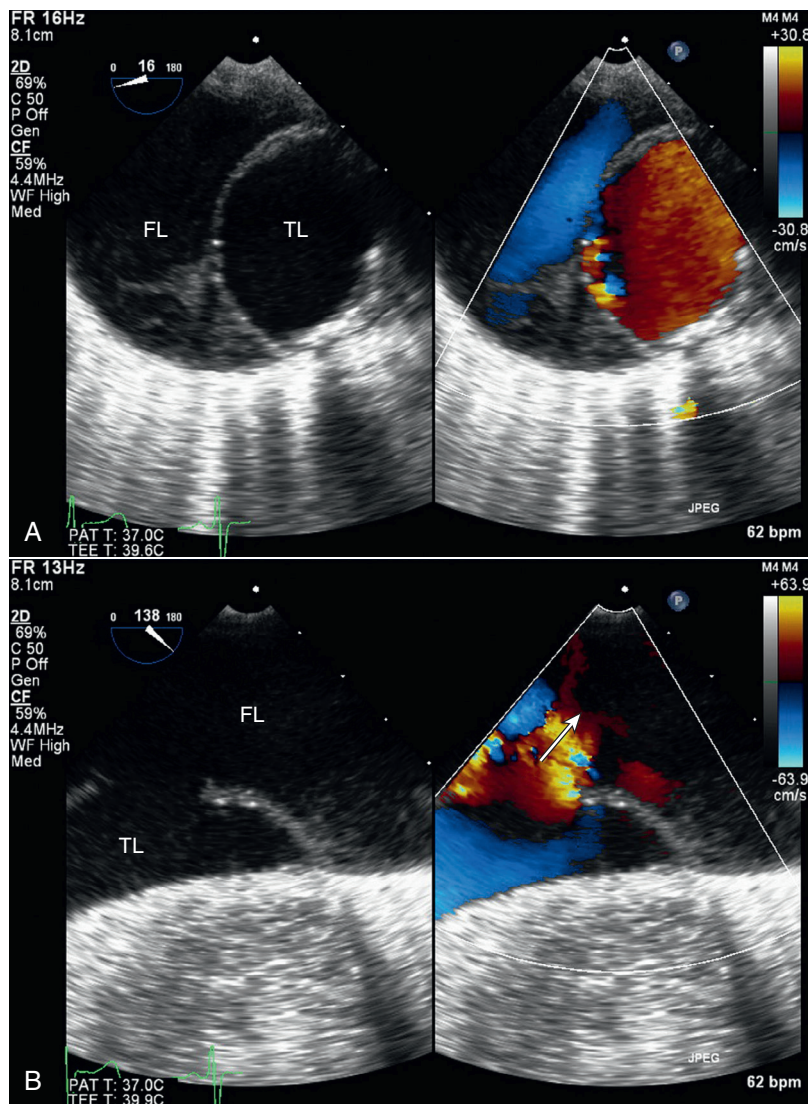 FR 16Hz
8.1cm
M4 M4
+30.8
-30.8
cm/s
0 16 180
P
2D
69%
C 50
P Off
Gen
CF
59%
4.4MHz
WF High
Med
FL
TL
JPEG
A
PAT T: 37.0C
TEE T: 39.6C
62 bpm
FR 13Hz
8.1cm
M4 M4
+63.9
-63.9
cm/s
0 138 180
P
2D
69%
C 50
P Off
Gen
CF
59%
4.4MHz
WF High
Med
FL
TL
JPEG
B
PAT T: 37.0C
TEE T: 39.9C
62 bpm